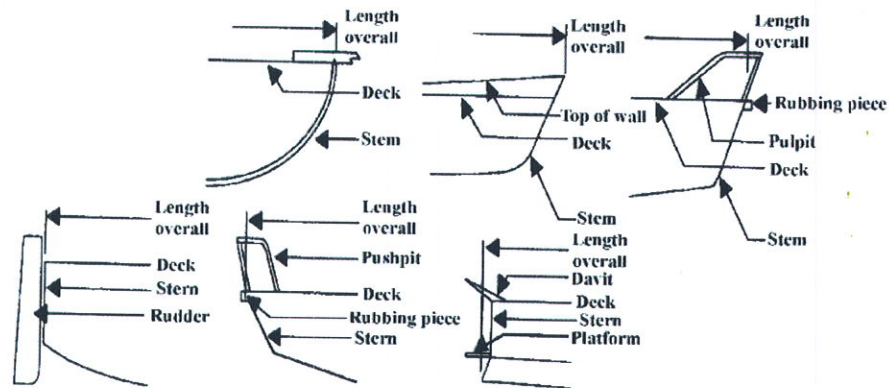 Length
overall
Deck
Stem
Length
overall
Top of wall
Deck
Stem
Length
overall
Rubbing piece
Pulpit
Deck
Stem
Length
overall
Deck
Stern
Rudder
Length
overall
Pushpit
Deck
Rubbing piece
Stern
Length
overall
Davit
Deck
Stern
Platform